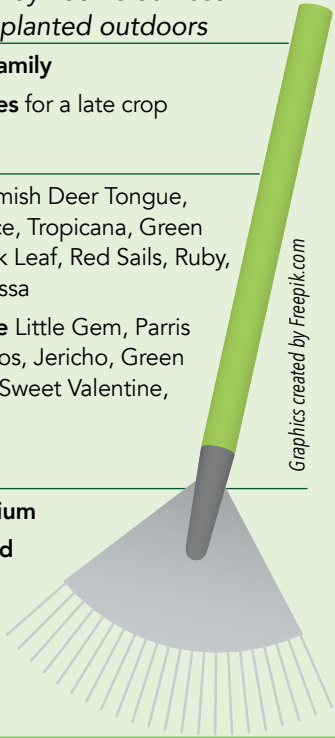 planted outdoors
amily
es for a late crop
mish Deer Tongue,
ce, Tropicana, Green
k Leaf, Red Sails, Ruby,
ssa
e Little Gem, Parris
os, Jericho, Green
Sweet Valentine,
ium
d
Graphics created by Freepik.com